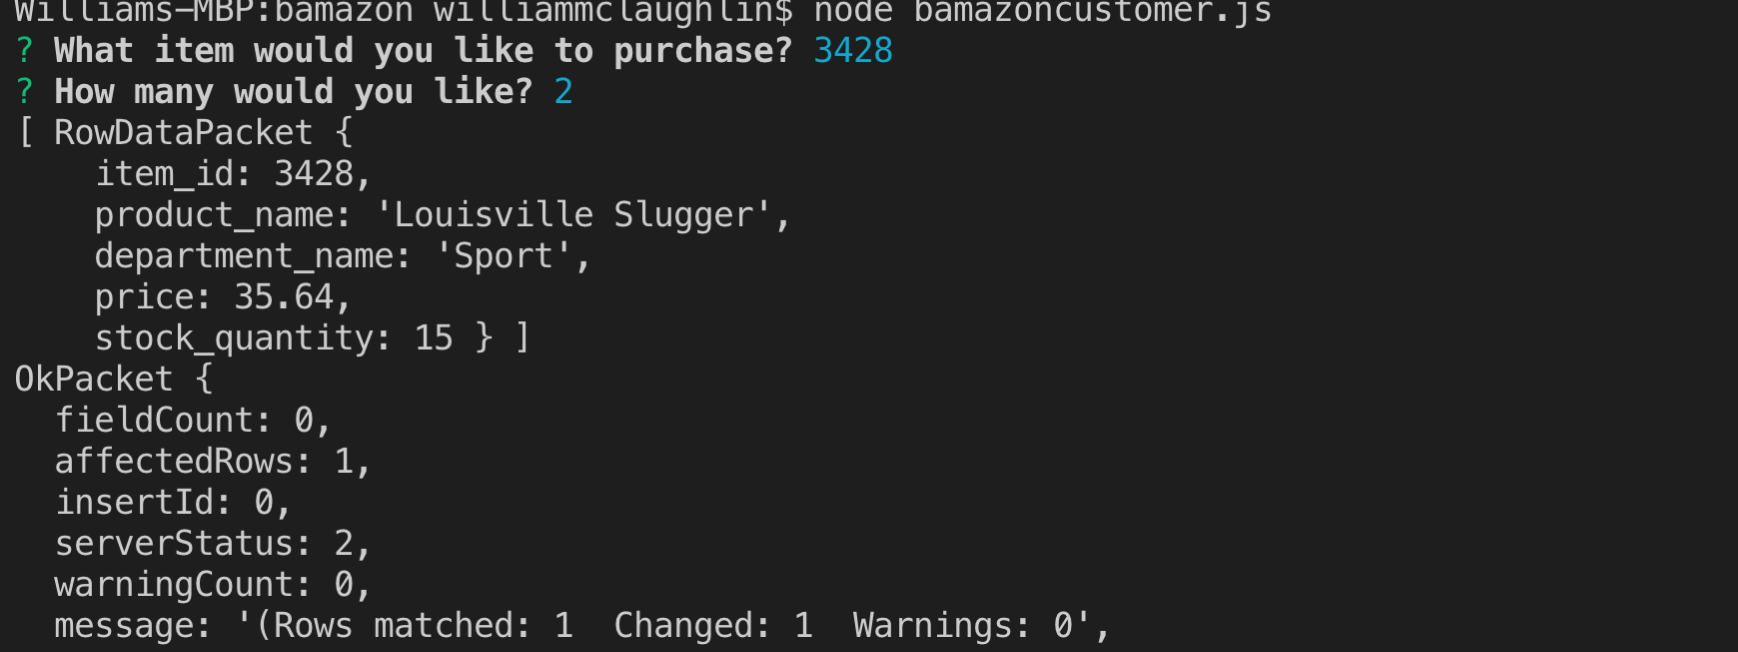 Williams-MBP:bamazon williammclaughlin$ node bamazoncustomer.js
? What item would you like to purchase? 3428
? How many would you like? 2
[ RowDataPacket {
    item_id: 3428,
    product_name: 'Louisville Slugger',
    department_name: 'Sport',
    price: 35.64,
    stock_quantity: 15 } ]
OkPacket {
  fieldCount: 0,
  affectedRows: 1,
  insertId: 0,
  serverStatus: 2,
  warningCount: 0,
  message: '(Rows matched: 1  Changed: 1  Warnings: 0',